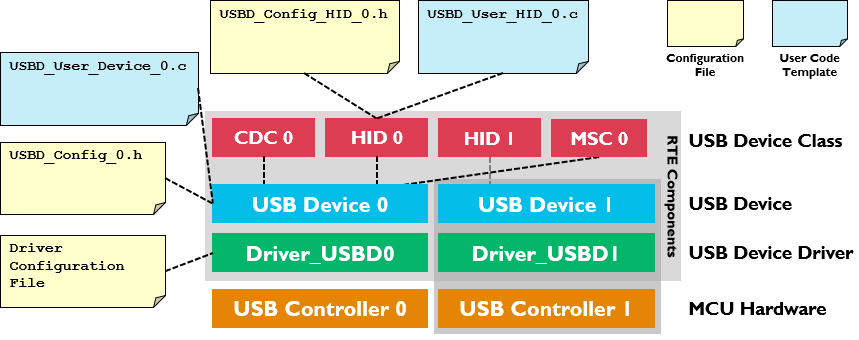 USBD_Config_HID_0.h
USBD_User_HID_0.c
Configuration
File
User Code
Template
USBD_User_Device_0.c
CDC 0
HID 0
HID 1
MSC 0
USB Device Class
USBD_Config_0.h
RTE Components
USB Device 0
USB Device 1
USB Device
Driver
Configuration
File
Driver_USBD0
Driver_USBD1
USB Device Driver
USB Controller 0
USB Controller 1
MCU Hardware